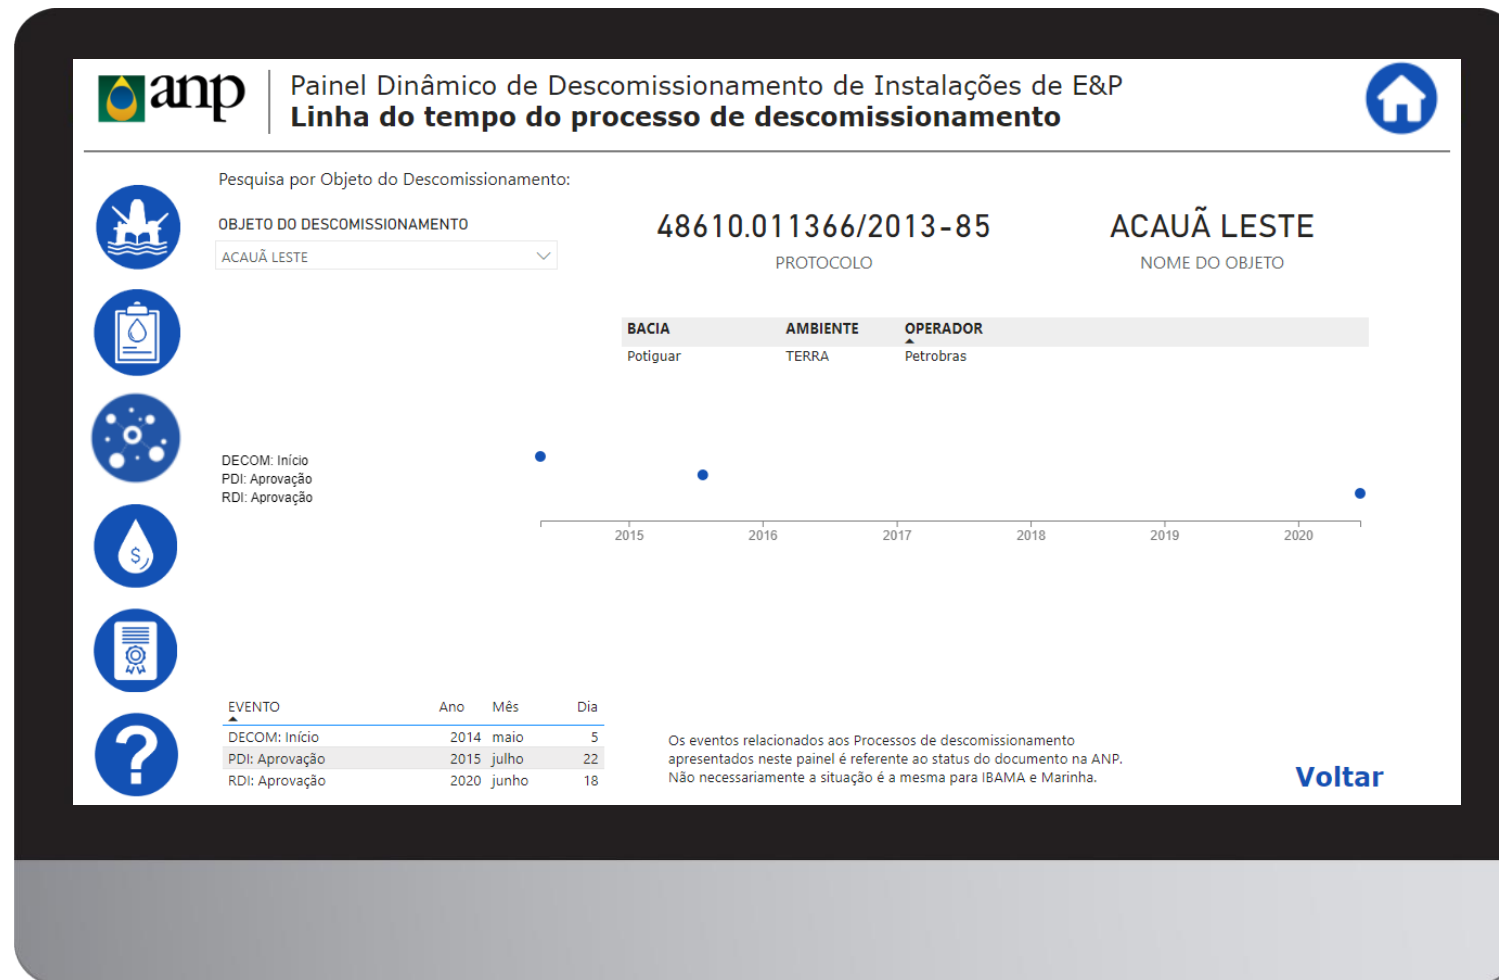 anp
Painel Dinâmico de Descomissionamento de Instalações de E&P
Linha do tempo do processo de descomissionamento
Pesquisa por Objeto do Descomissionamento:
OBJETO DO DESCOMISSIONAMENTO
ACAUÃ LESTE
48610.011366/2013-85
PROTOCOLO
ACAUÃ LESTE
NOME DO OBJETO
BACIA AMBIENTE OPERADOR
Potiguar TERRA Petrobras
DECOM: Início
PDI: Aprovação
RDI: Aprovação
2015 2016 2017 2018 2019 2020
$
?
EVENTO Ano Mês Dia
DECOM: Início 2014 maio 5
PDI: Aprovação 2015 julho 22
RDI: Aprovação 2020 junho 18
Os eventos relacionados aos Processos de descomissionamento
apresentados neste painel é referente ao status do documento na ANP.
Não necessariamente a situação é a mesma para IBAMA e Marinha.
Voltar